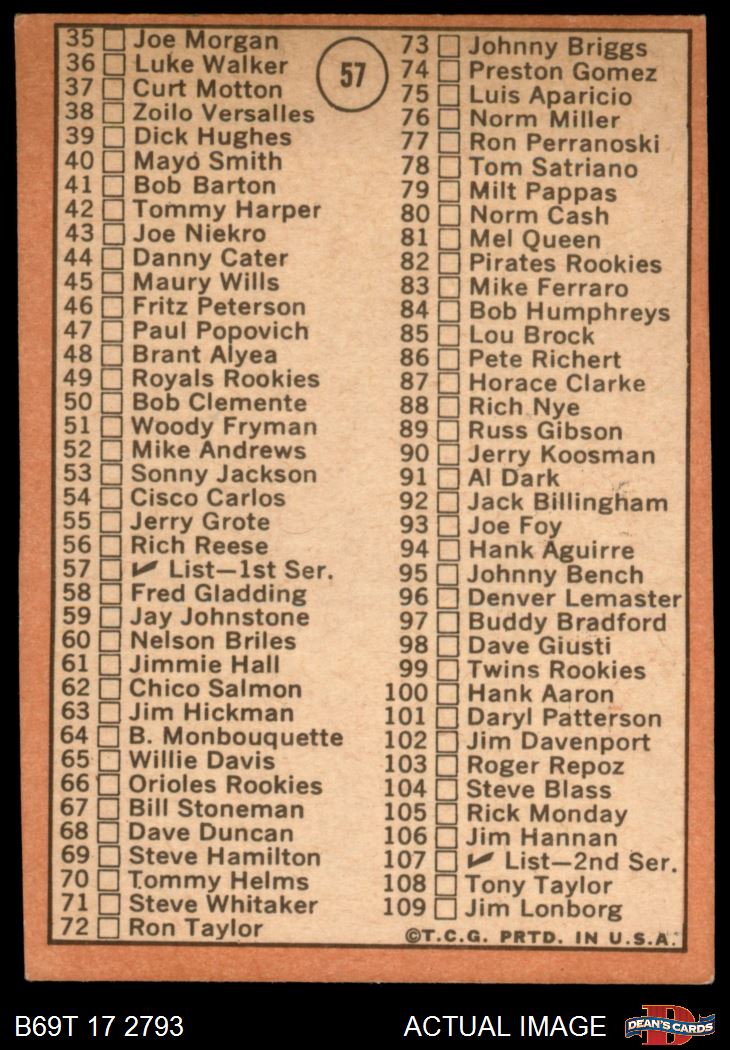 57
35 Joe Morgan
36 Luke Walker
37 Curt Motton
38 Zoilo Versalles
39 Dick Hughes
40 Mayo Smith
41 Bob Barton
42 Tommy Harper
43 Joe Niekro
44 Danny Cater
45 Maury Wills
46 Fritz Peterson
47 Paul Popovich
48 Brant Alyea
49 Royals Rookies
50 Bob Clemente
51 Woody Fryman
52 Mike Andrews
53 Sonny Jackson
54 Cisco Carlos
55 Jerry Grote
56 Rich Reese
57 ✔ List—1st Ser.
58 Fred Gladding
59 Jay Johnstone
60 Nelson Briles
61 Jimmie Hall
62 Chico Salmon
63 Jim Hickman
64 B. Monbouquette
65 Willie Davis
66 Orioles Rookies
67 Bill Stoneman
68 Dave Duncan
69 Steve Hamilton
70 Tommy Helms
71 Steve Whitaker
72 Ron Taylor
73 Johnny Briggs
74 Preston Gomez
75 Luis Aparicio
76 Norm Miller
77 Ron Perranoski
78 Tom Satriano
79 Milt Pappas
80 Norm Cash
81 Mel Queen
82 Pirates Rookies
83 Mike Ferraro
84 Bob Humphreys
85 Lou Brock
86 Pete Richert
87 Horace Clarke
88 Rich Nye
89 Russ Gibson
90 Jerry Koosman
91 Al Dark
92 Jack Billingham
93 Joe Foy
94 Hank Aguirre
95 Johnny Bench
96 Denver Lemaster
97 Buddy Bradford
98 Dave Giusti
99 Twins Rookies
100 Hank Aaron
101 Daryl Patterson
102 Jim Davenport
103 Roger Repoz
104 Steve Blass
105 Rick Monday
106 Jim Hannan
107 ✔ List—2nd Ser.
108 Tony Taylor
109 Jim Lonborg
©T.C.G. PRTD. IN U.S.A.
B69T 17 2793
ACTUAL IMAGE
D
DEAN'S CARDS